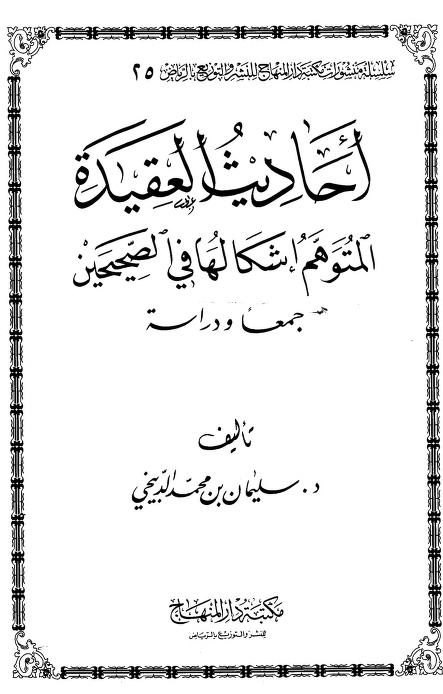 سلسلة منشورات مكتبة دار المنهاج للنشر والتوزيع بالرياض ٢٥
أحاديث العقيدة
المتوهم إشكالها في الصحيحين
جمعًا ودراسة
تأليف
د. سليمان بن محمد الدبيخي
مكتبة دار المنهاج
للنشر والتوزيع بالرياض